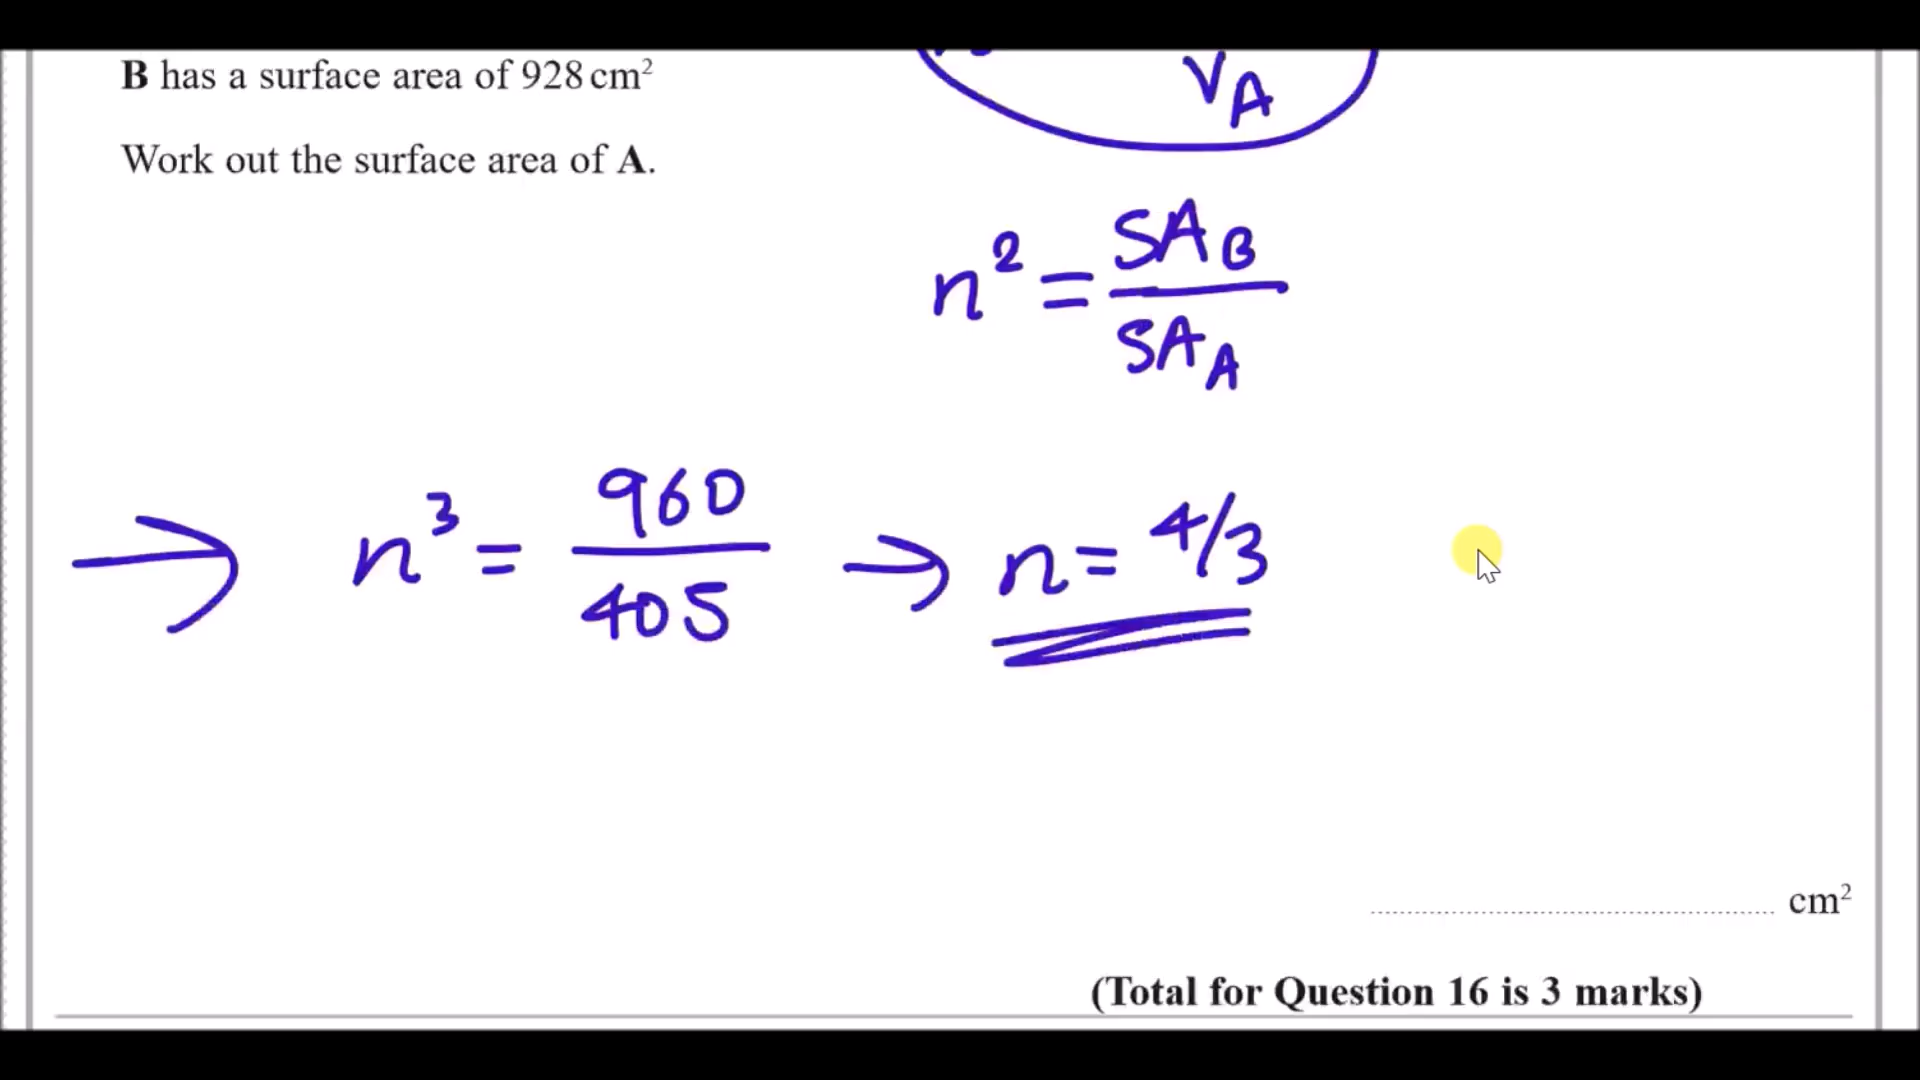 B has a surface area of 928 cm²
V_A
Work out the surface area of A.
n² = SA_B / SA_A
→ n³ = 960 / 405 → n = 4/3
cm²
(Total for Question 16 is 3 marks)